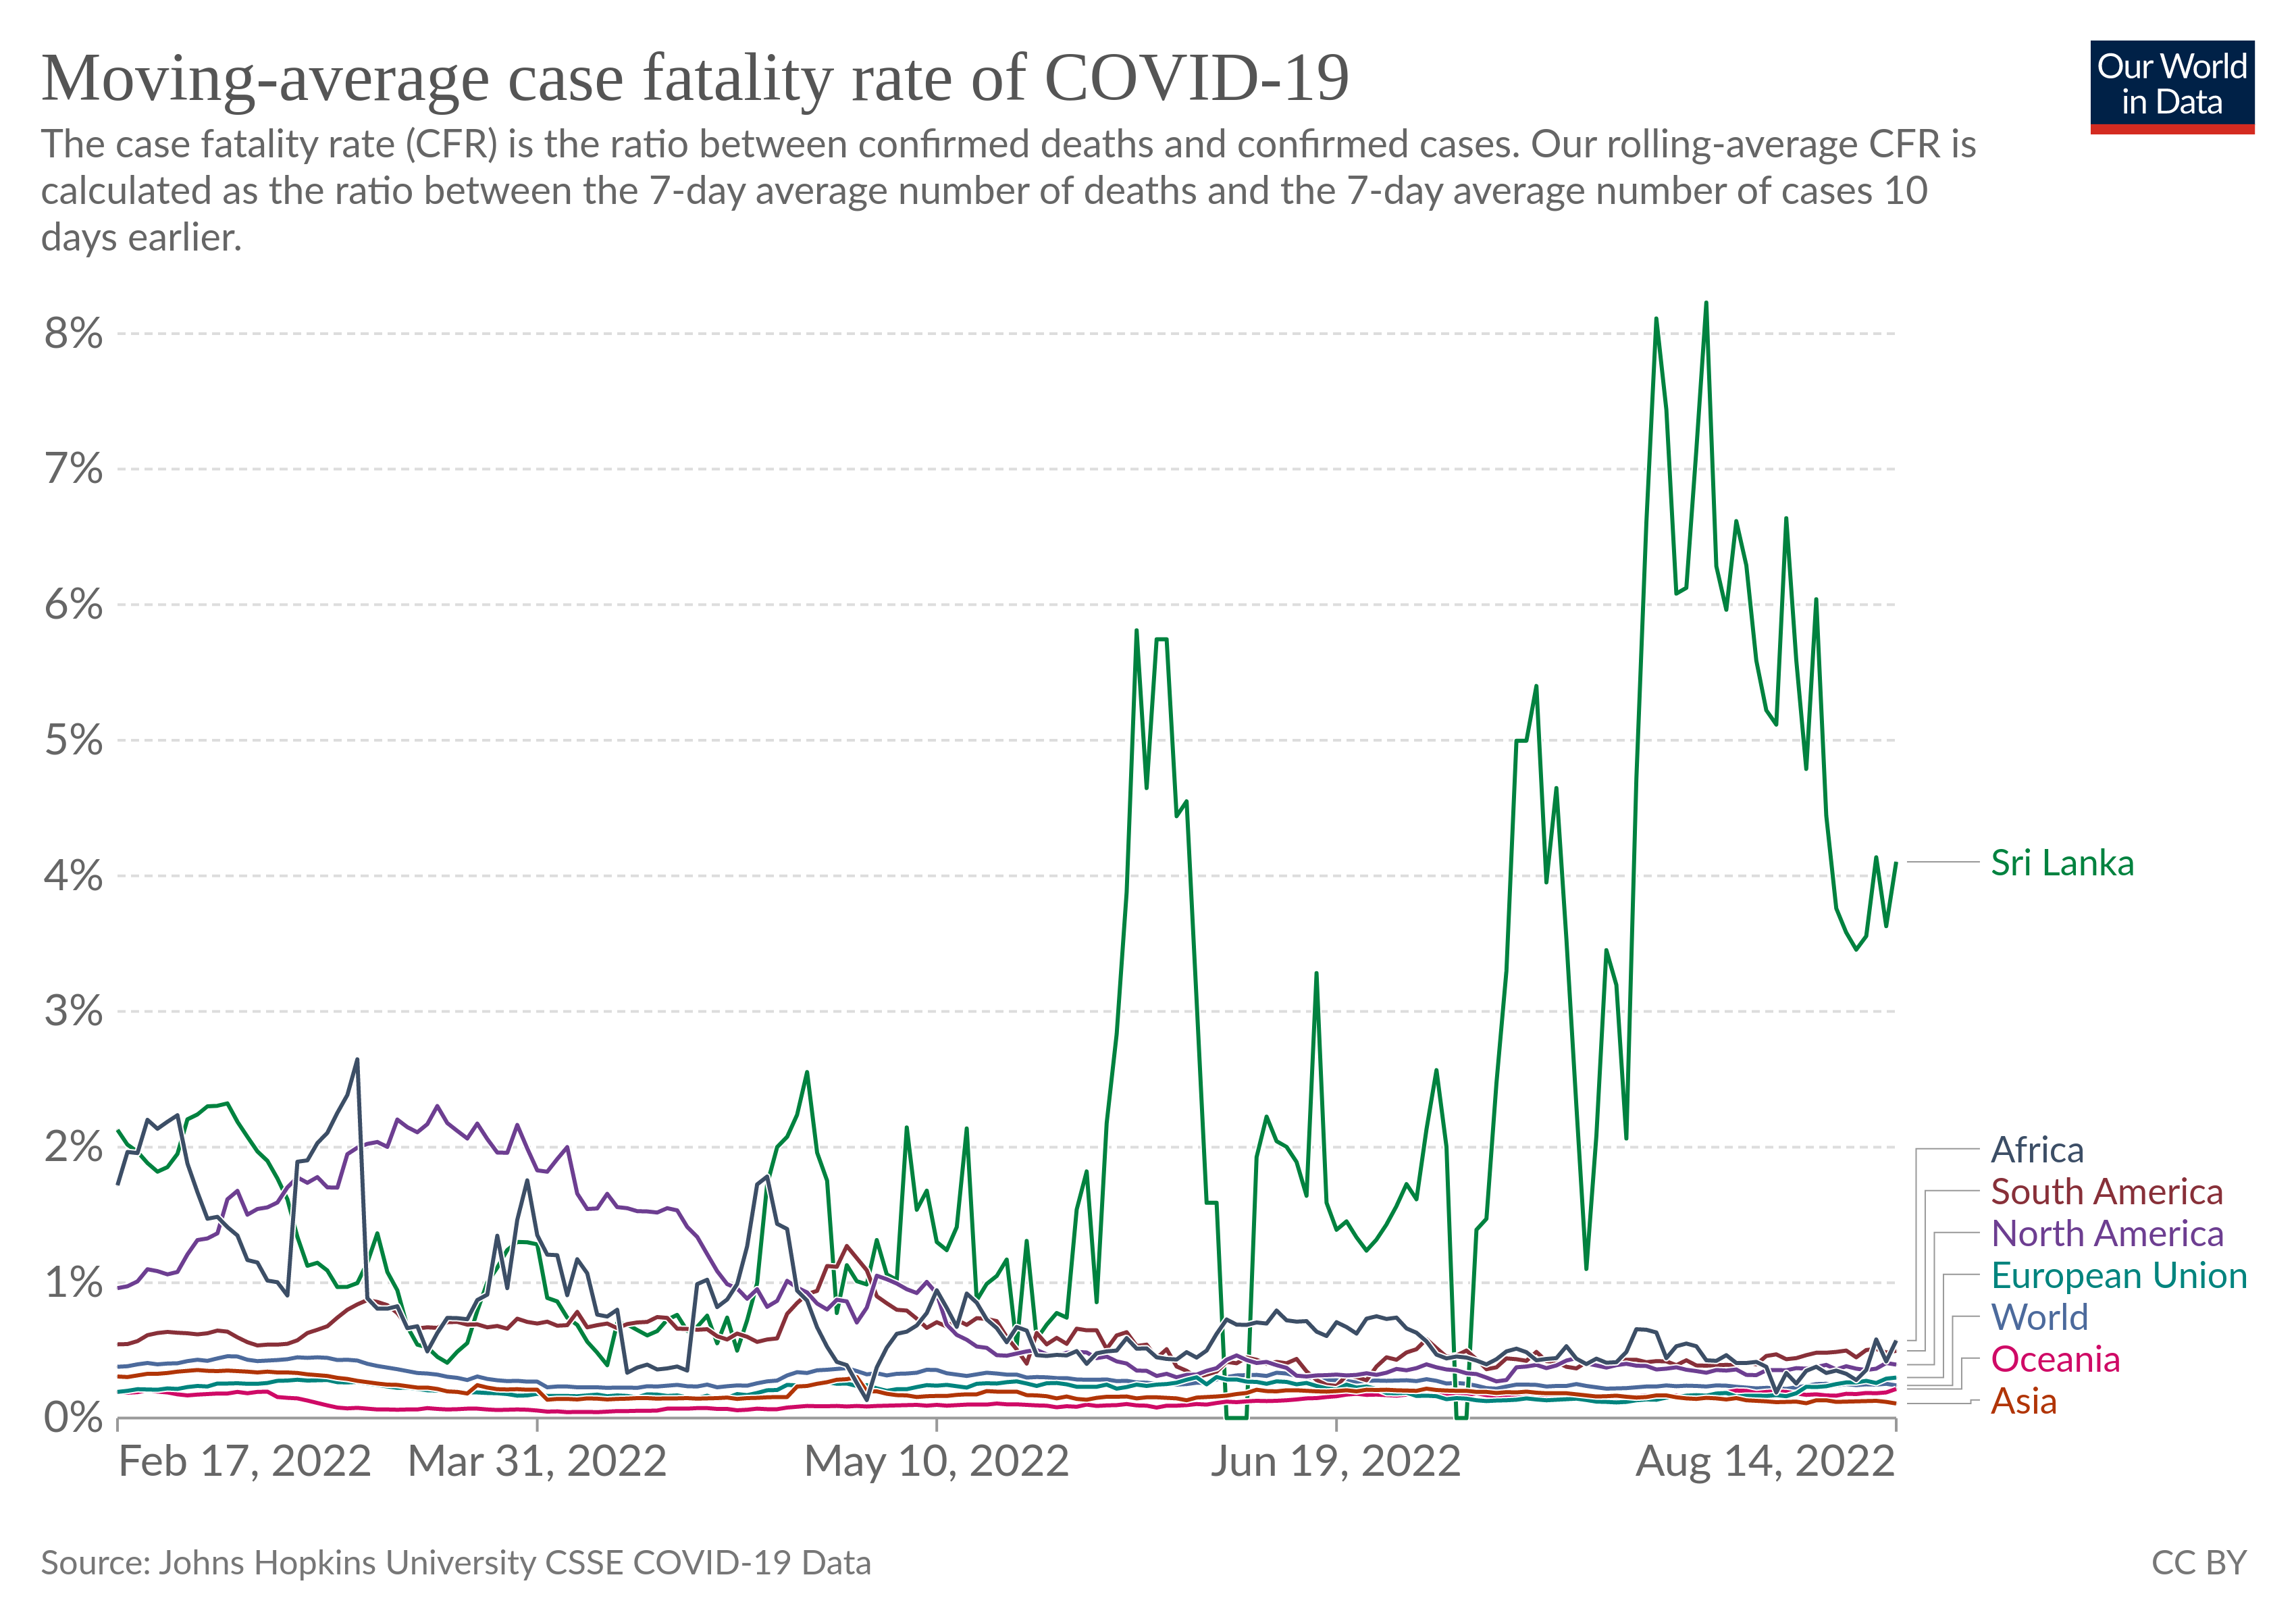 Moving-average case fatality rate of COVID-19
Our World
in Data
The case fatality rate (CFR) is the ratio between confirmed deaths and confirmed cases. Our rolling-average CFR is
calculated as the ratio between the 7-day average number of deaths and the 7-day average number of cases 10
days earlier.
8%
7%
6%
5%
4%
3%
2%
1%
0%
Sri Lanka
Africa
South America
North America
European Union
World
Oceania
Asia
Feb 17, 2022
Mar 31, 2022
May 10, 2022
Jun 19, 2022
Aug 14, 2022
Source: Johns Hopkins University CSSE COVID-19 Data
CC BY